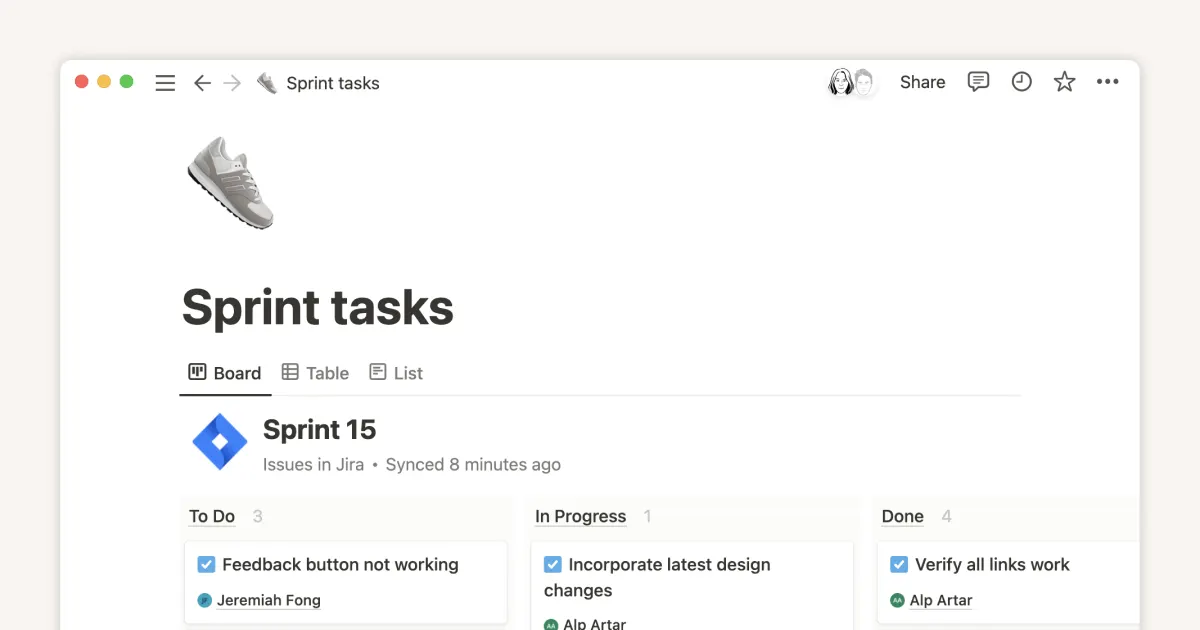 Sprint tasks
Share
Sprint tasks
Board
Table
List
Sprint 15
Issues in Jira • Synced 8 minutes ago
To Do 3
In Progress 1
Done 4
Feedback button not working
Jeremiah Fong
Incorporate latest design
changes
AA Alp Artar
Verify all links work
AA Alp Artar